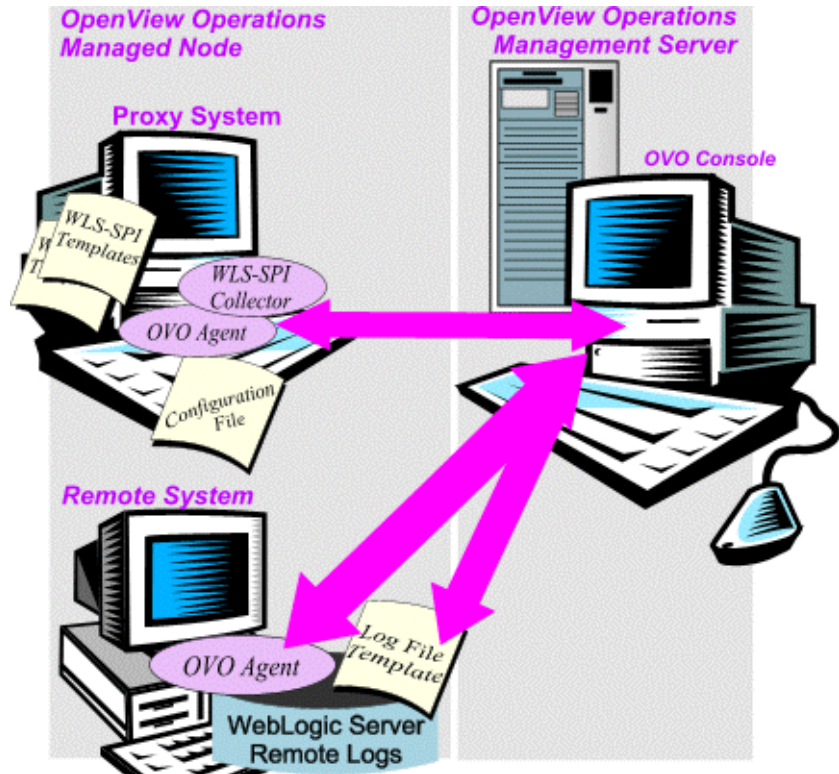 OpenView Operations
Managed Node
OpenView Operations
Management Server
Proxy System
OVO Console
WLS-SPI
Templates
W
T
WLS-SPI
Collector
OVO Agent
Configuration
File
Remote System
Log File
Template
OVO Agent
WebLogic Server
Remote Logs